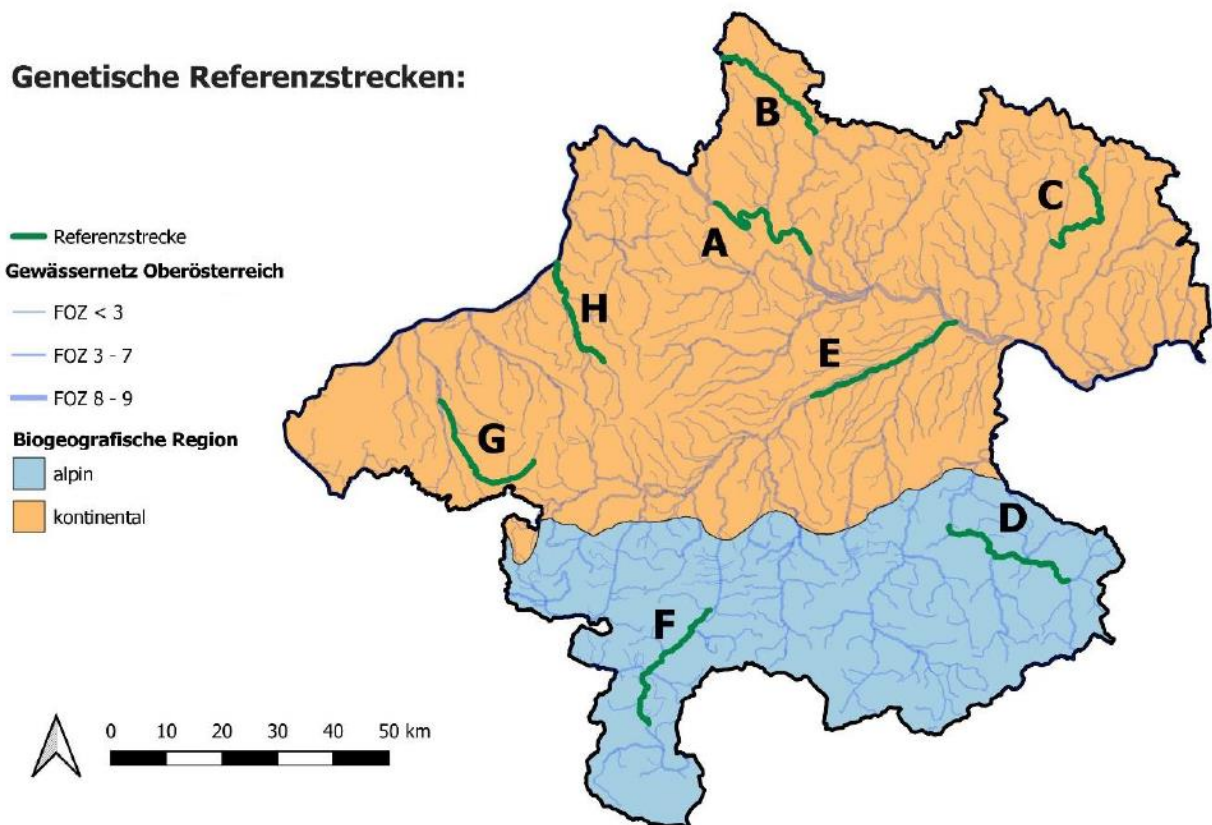 Genetische Referenzstrecken:
Referenzstrecke
Gewässernetz Oberösterreich
FOZ < 3
FOZ 3 - 7
FOZ 8 - 9
Biogeografische Region
alpin
kontinental
B
C
A
H
E
G
D
F
0 10 20 30 40 50 km